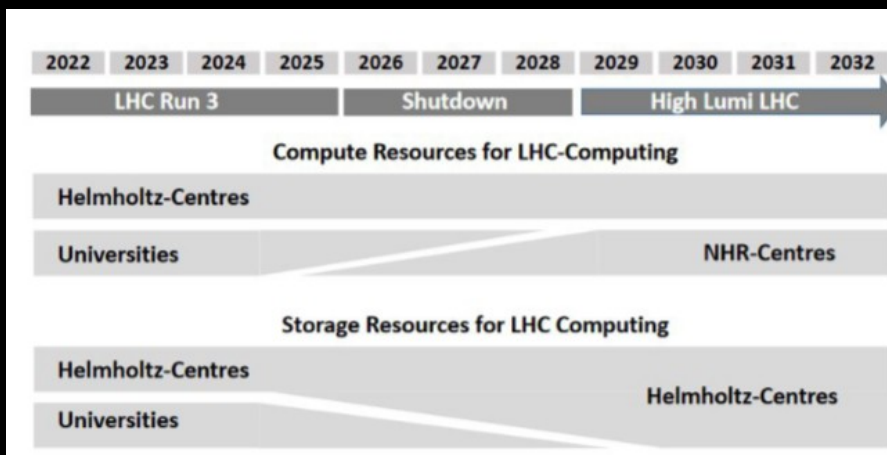 2022 2023 2024 2025 2026 2027 2028 2029 2030 2031 2032
LHC Run 3 Shutdown High Lumi LHC
Compute Resources for LHC-Computing
Helmholtz-Centres
Universities NHR-Centres
Storage Resources for LHC Computing
Helmholtz-Centres
Helmholtz-Centres
Universities